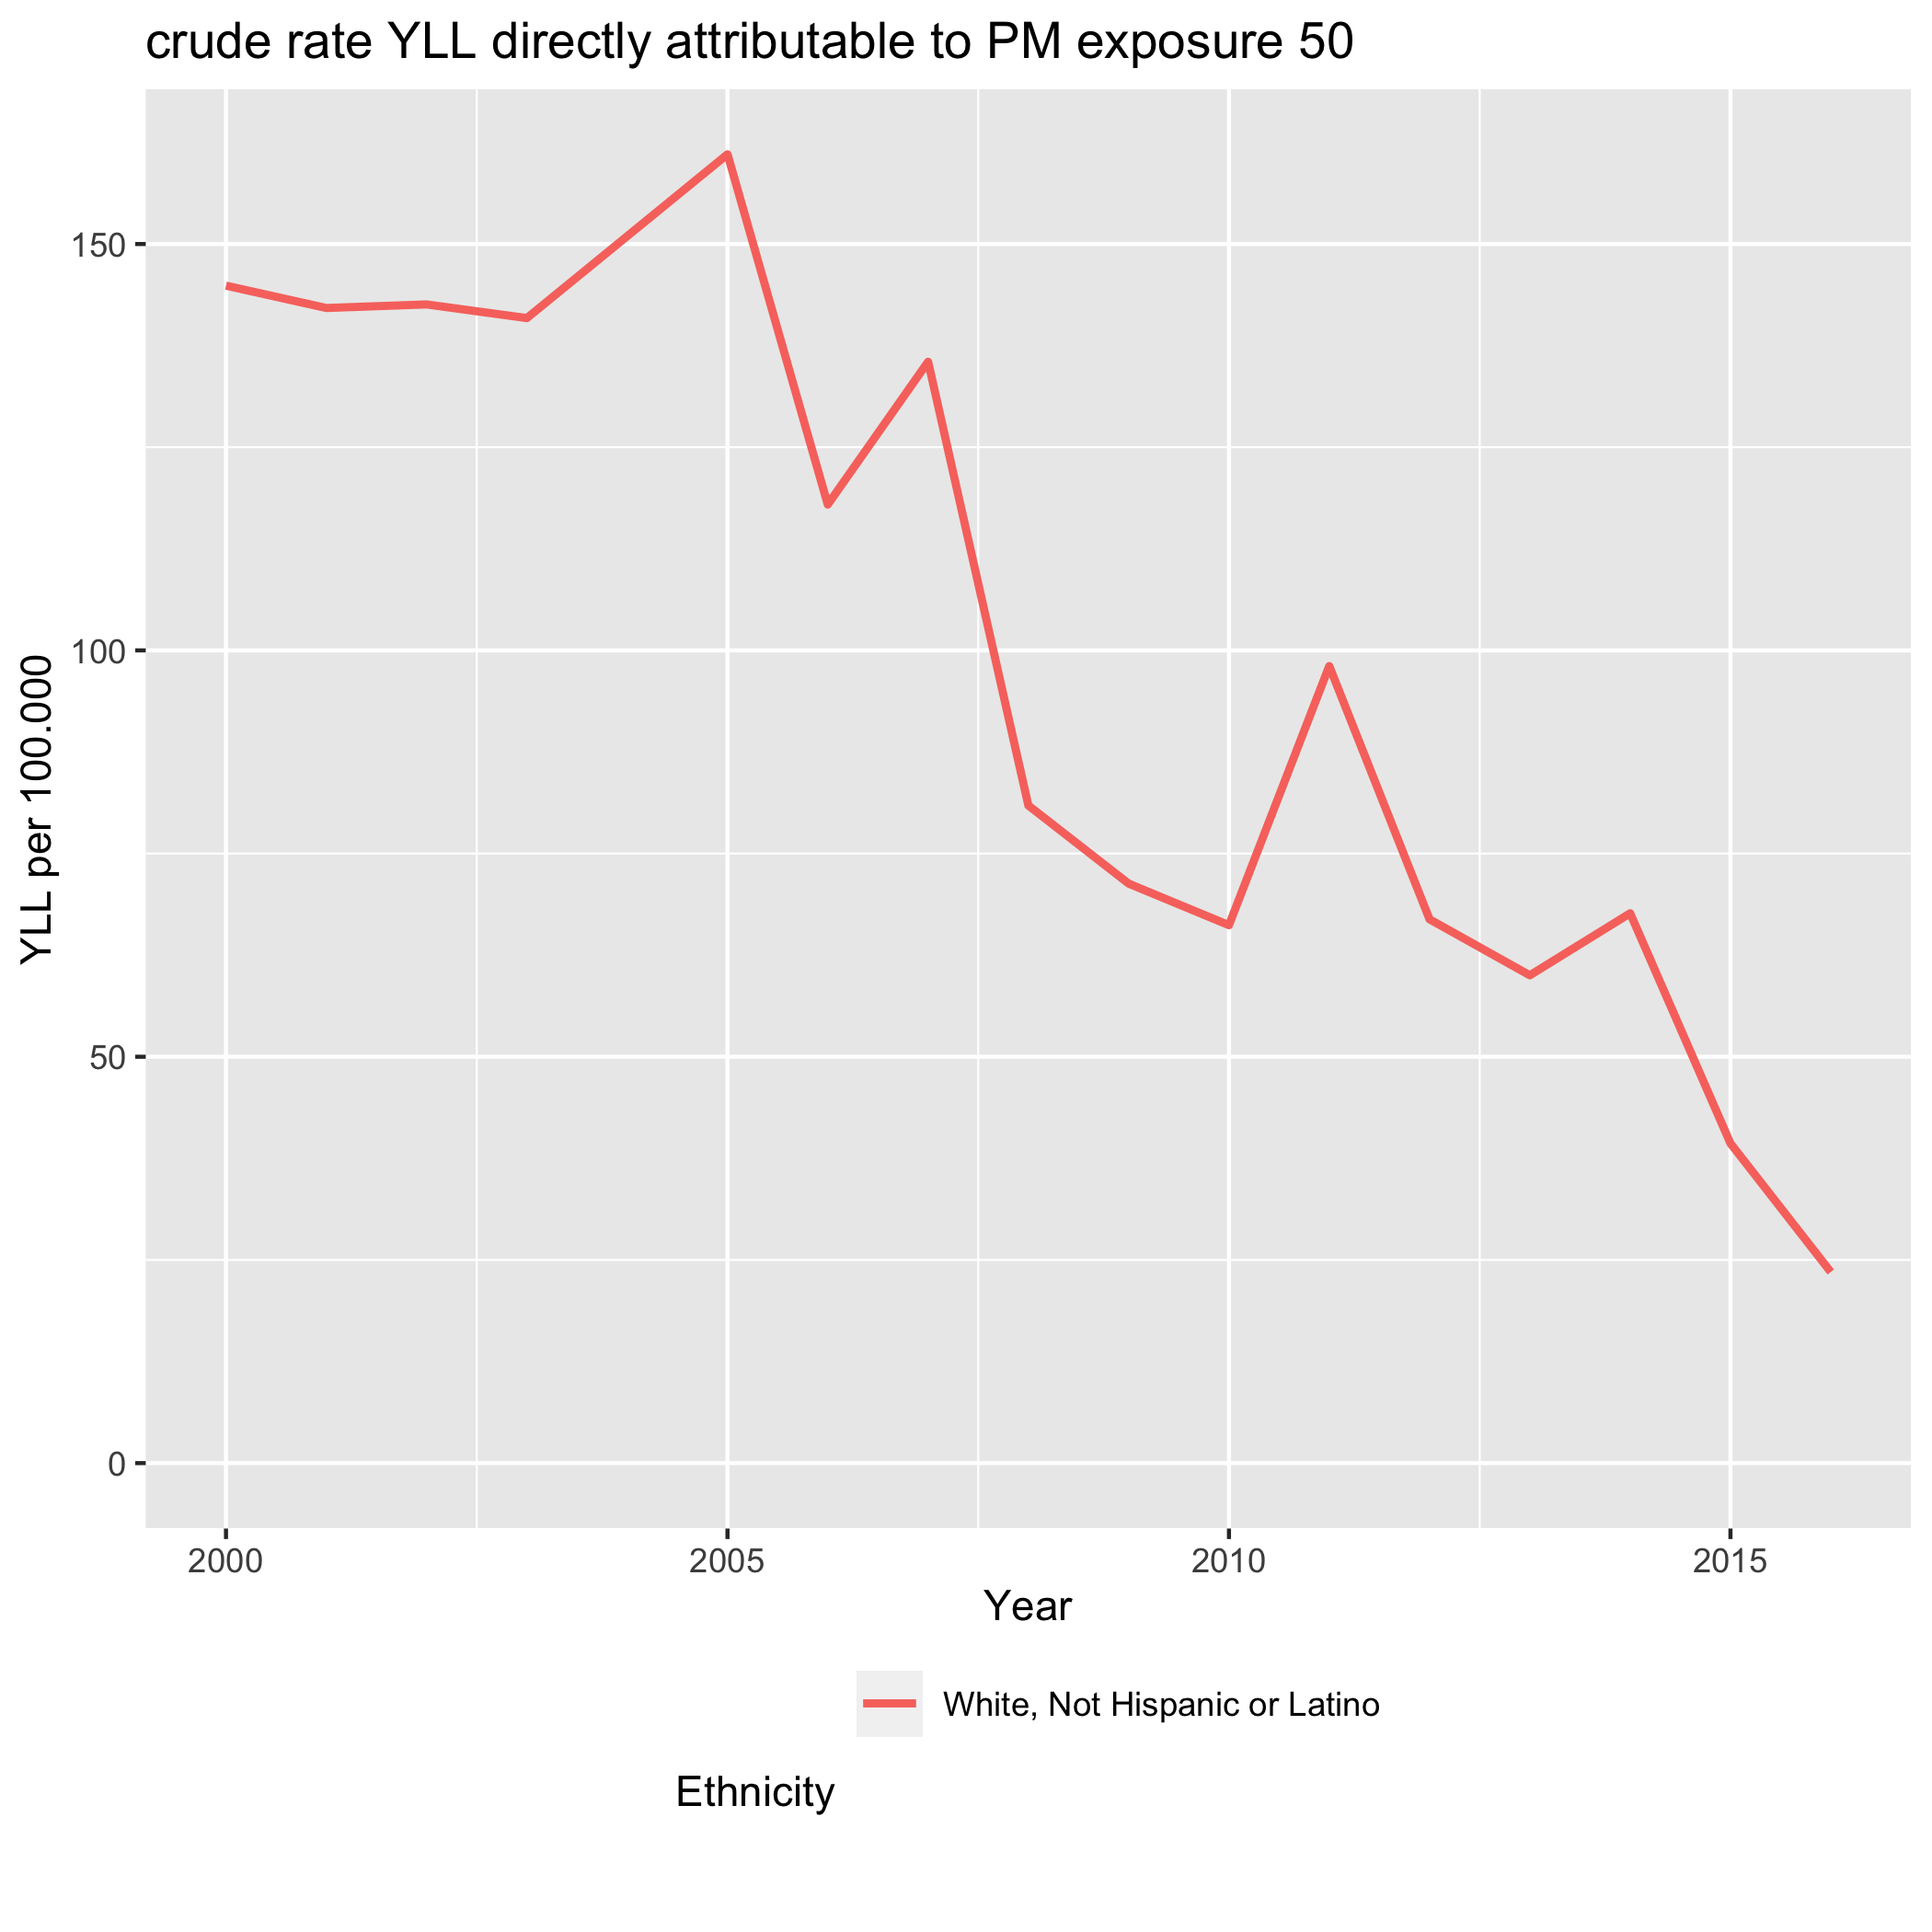 crude rate YLL directly attributable to PM exposure 50
YLL per 100.000
150
100
50
0
2000
2005
2010
2015
Year
White, Not Hispanic or Latino
Ethnicity